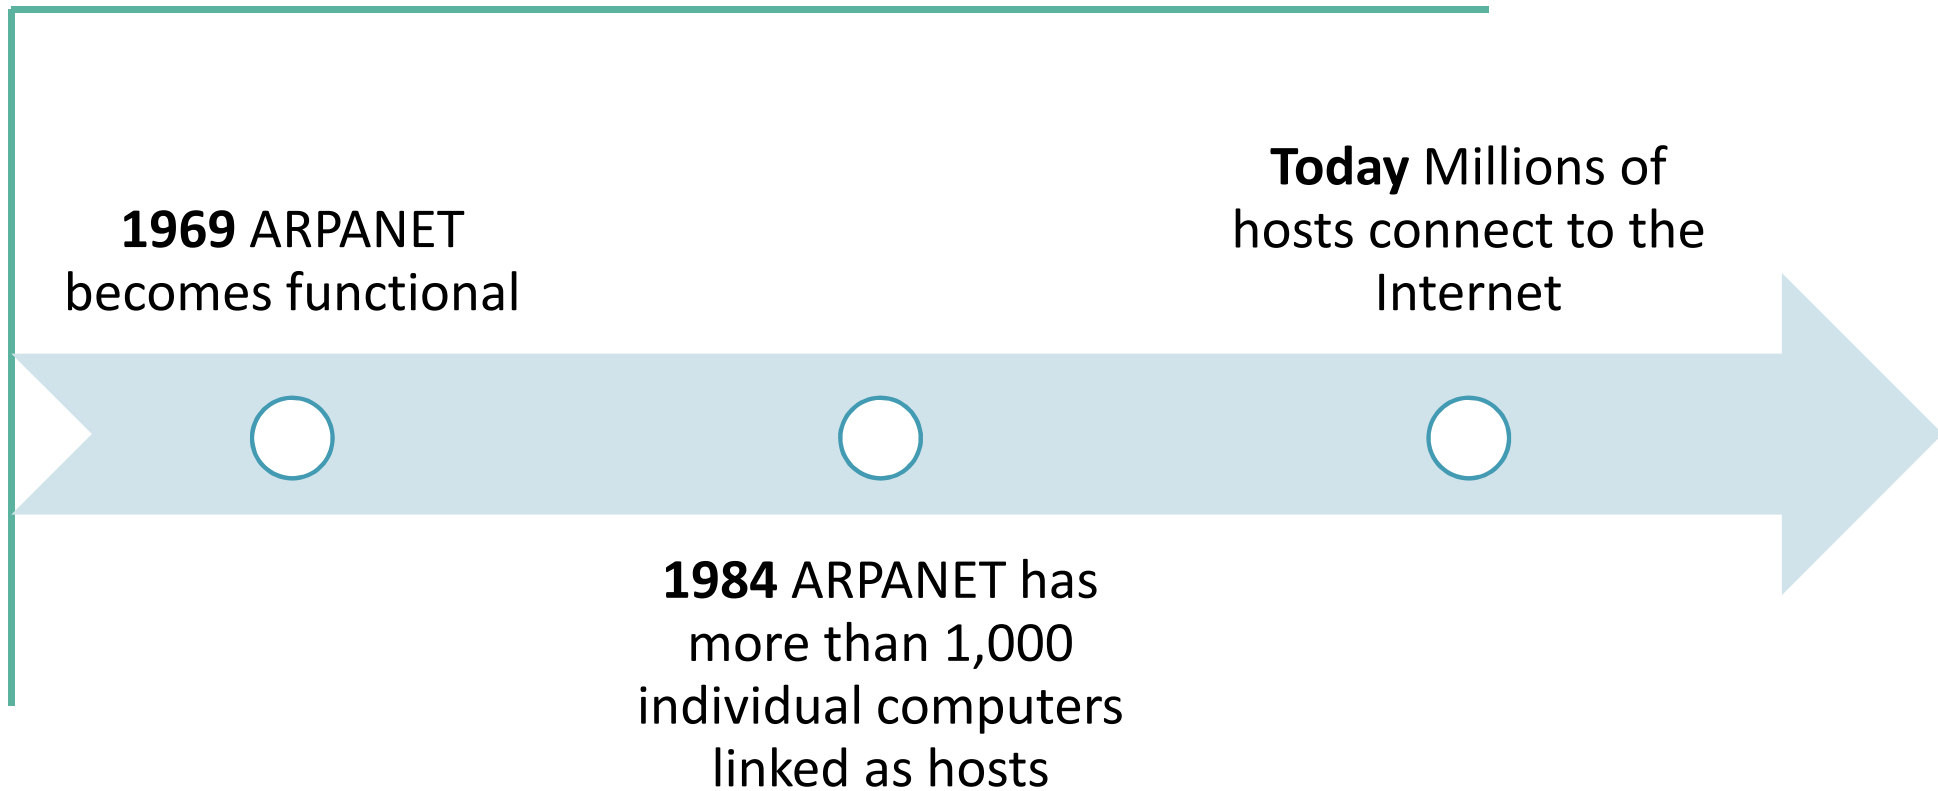 1969 ARPANET
becomes functional
1984 ARPANET has
more than 1,000
individual computers
linked as hosts
Today Millions of
hosts connect to the
Internet